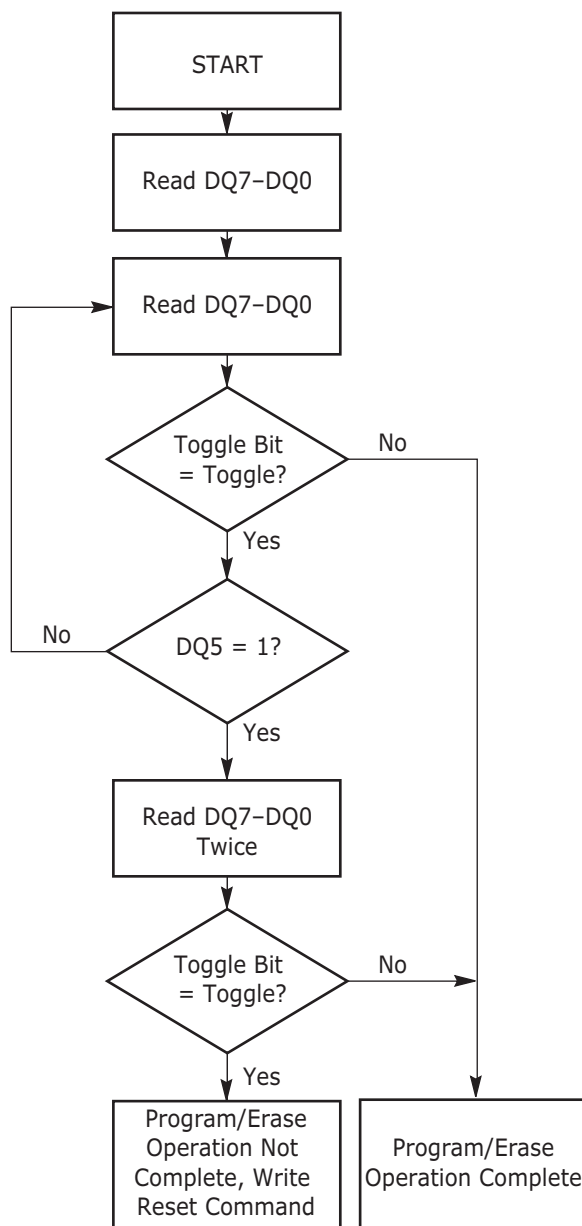 START
Read DQ7–DQ0
Read DQ7–DQ0
Toggle Bit
= Toggle?
No
Yes
No
DQ5 = 1?
Yes
Read DQ7–DQ0
Twice
Toggle Bit
= Toggle?
No
Yes
Program/Erase
Operation Not
Complete, Write
Reset Command
Program/Erase
Operation Complete